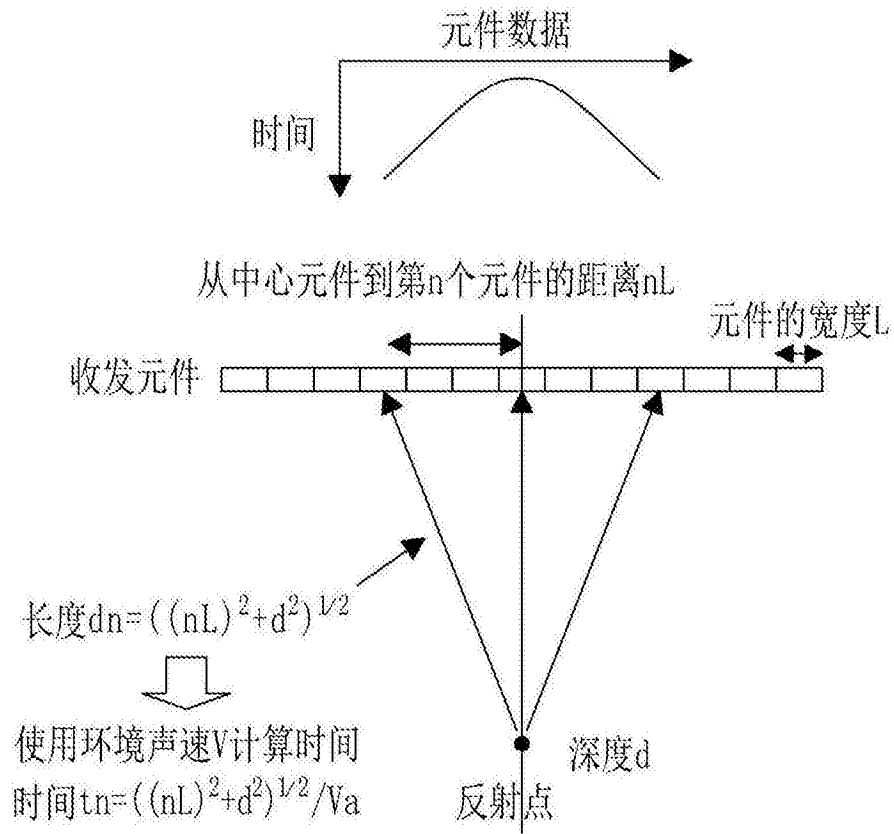 元件数据
时间
从中心元件到第n个元件的距离nL
元件的宽度L
收发元件
长度dn=((nL)²+d²)¹/²
使用环境声速V计算时间
时间tn=((nL)²+d²)¹/²/Va
深度d
反射点